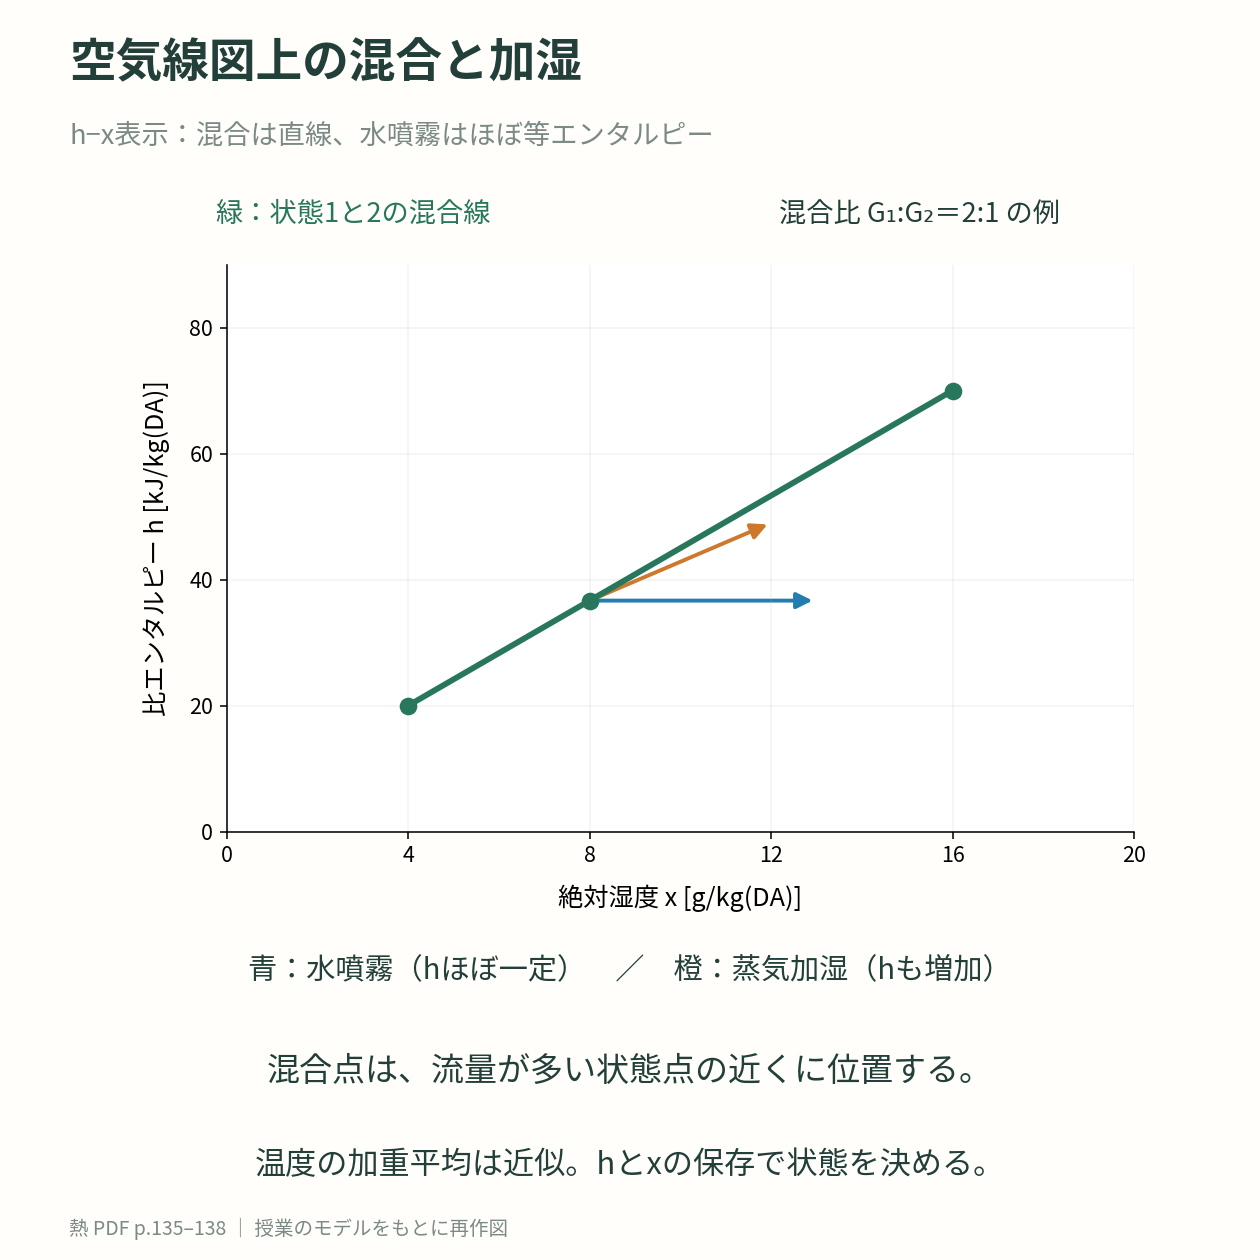 空気線図上の混合と加湿
h−x表示：混合は直線、水噴霧はほぼ等エンタルピー
緑：状態1と2の混合線
混合比 G₁:G₂＝2:1 の例
80
60
40
20
0
比エンタルピー h [kJ/kg(DA)]
0 4 8 12 16 20
絶対湿度 x [g/kg(DA)]
青：水噴霧（hほぼ一定）　／　橙：蒸気加湿（hも増加）
混合点は、流量が多い状態点の近くに位置する。
温度の加重平均は近似。hとxの保存で状態を決める。
熱 PDF p.135–138｜授業のモデルをもとに再作図